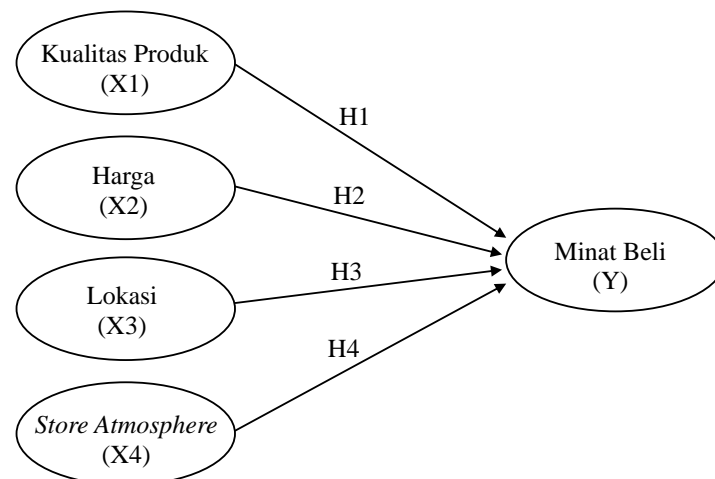 Kualitas Produk
(X1)
H1
Harga
(X2)
H2
Minat Beli
(Y)
Lokasi
(X3)
H3
H4
Store Atmosphere
(X4)